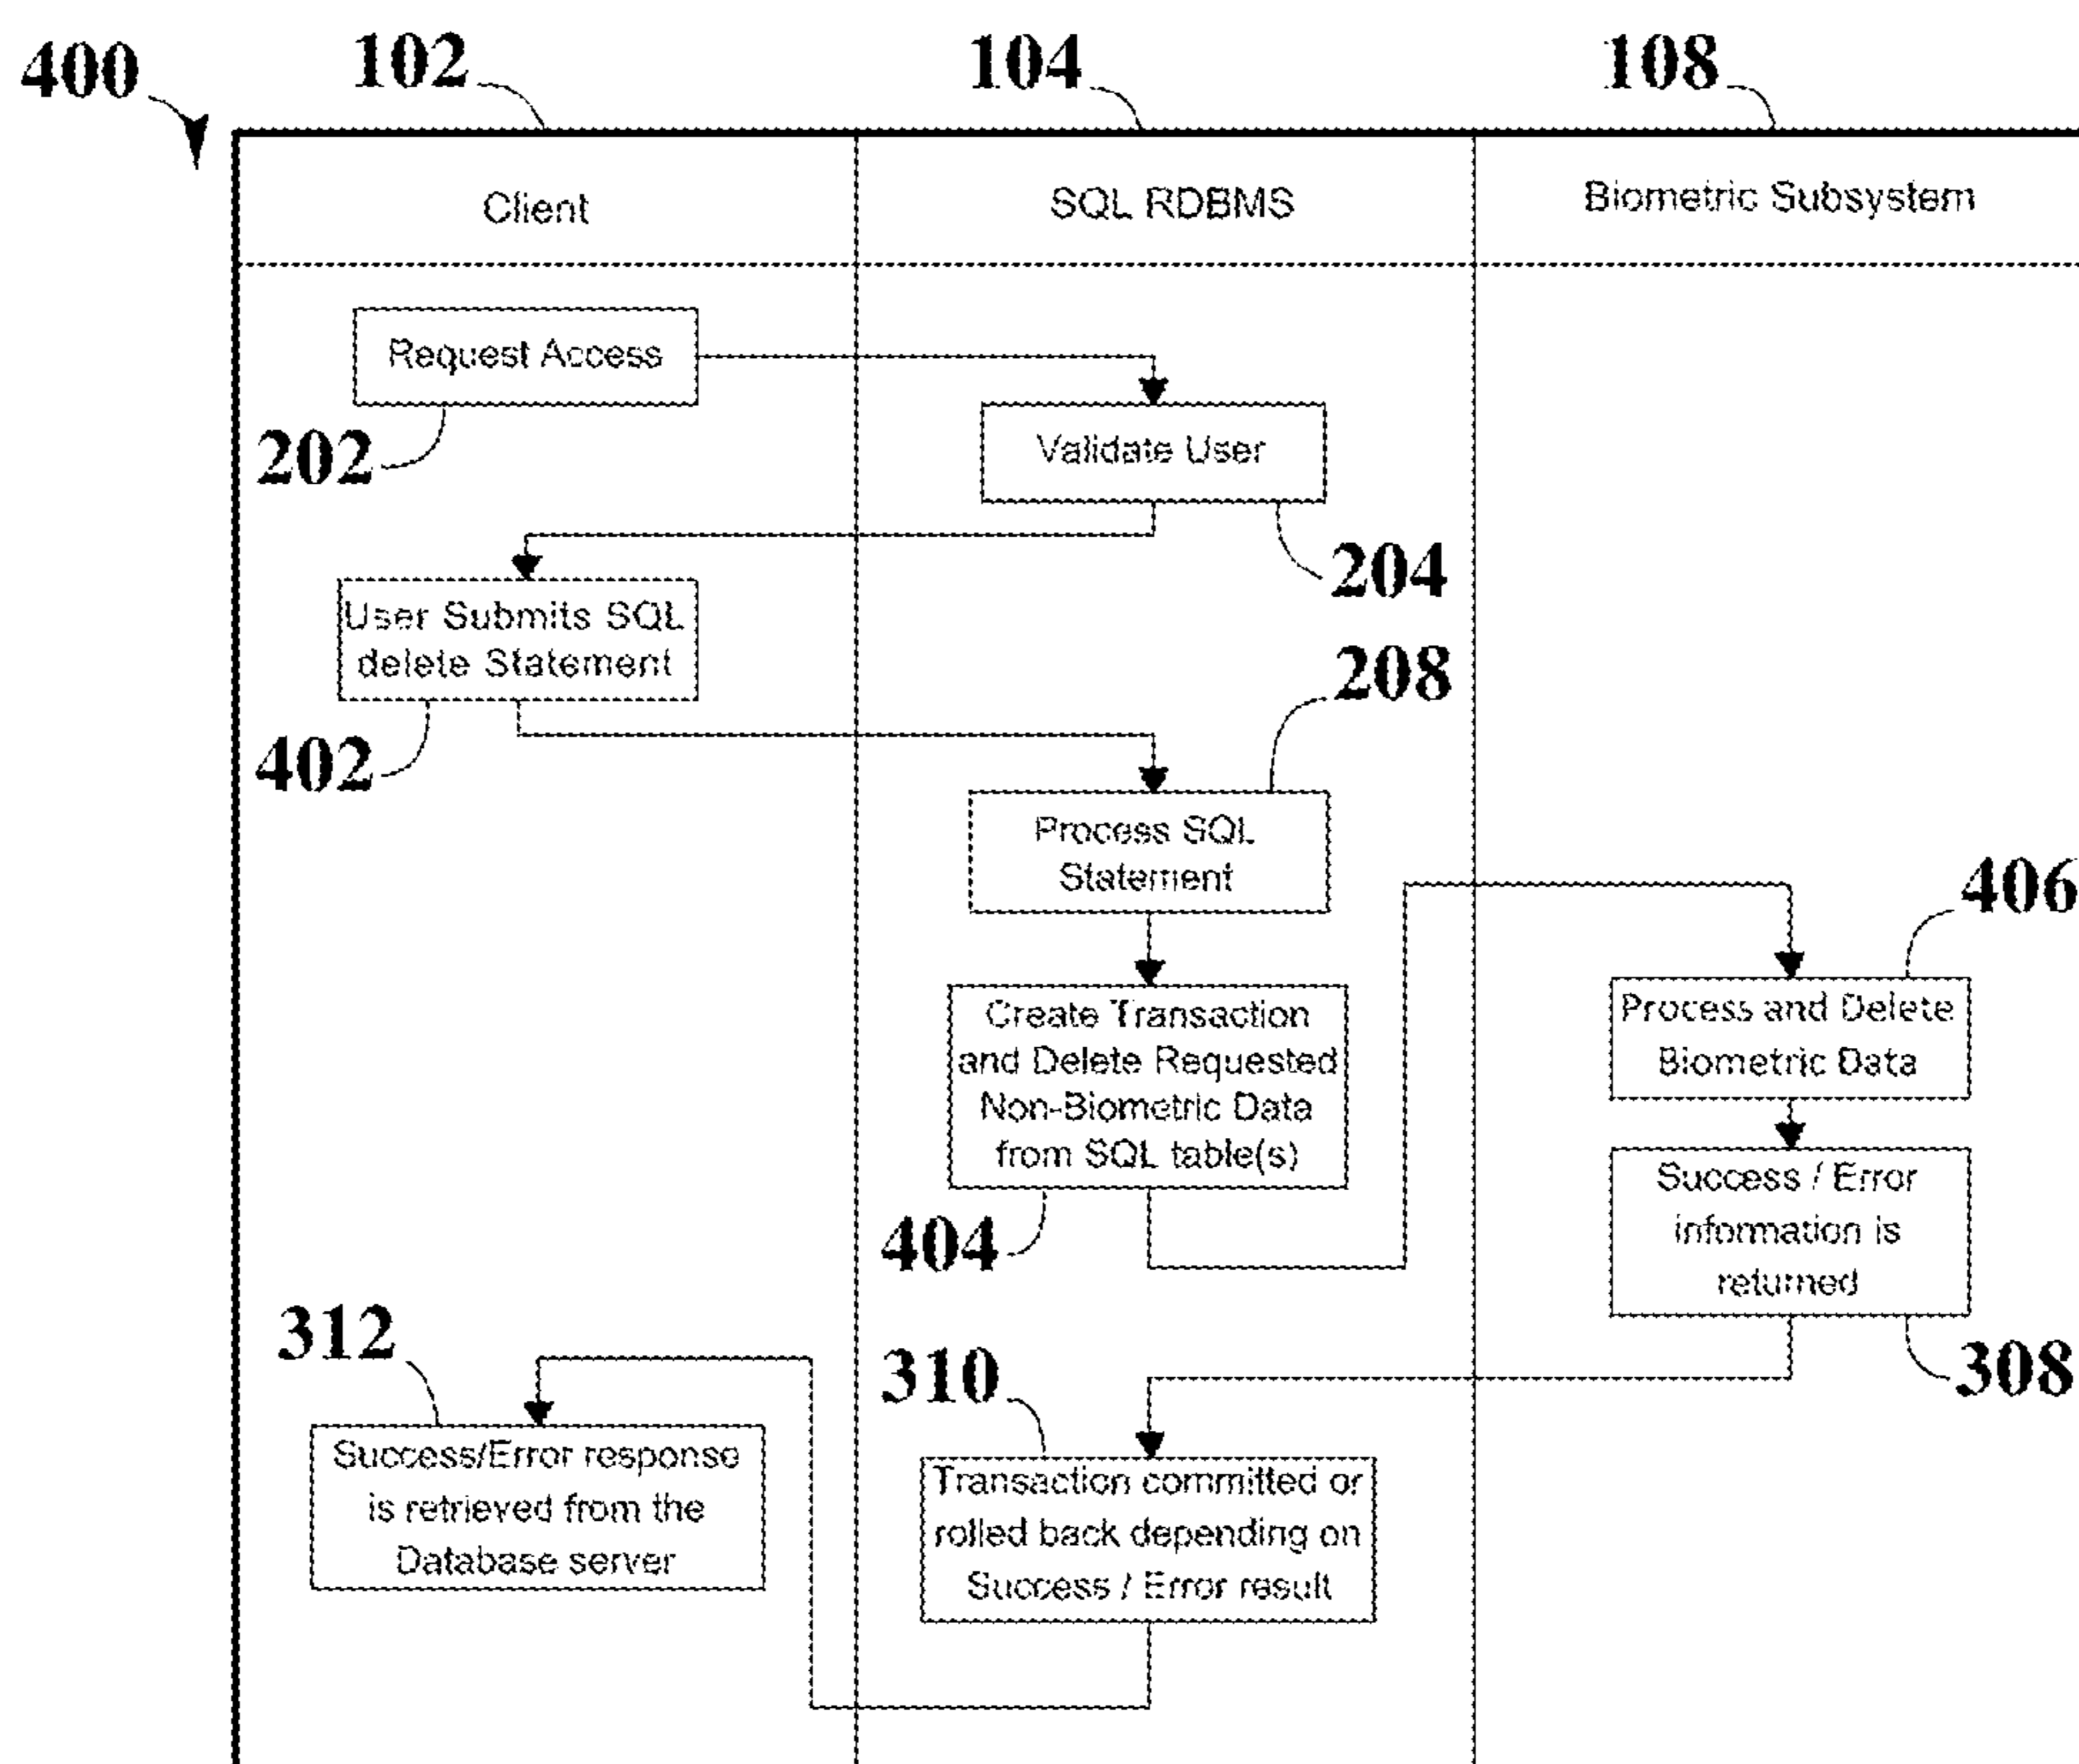 400
102
104
108
Client
SQL RDBMS
Biometric Subsystem
Request Access
202
Validate User
204
User Submits SQL
delete Statement
402
208
Process SQL
Statement
406
Create Transaction
and Delete Requested
Non-Biometric Data
from SQL table(s)
404
Process and Delete
Biometric Data
Success / Error
information is
returned
308
312
310
Success/Error response
is retrieved from the
Database server
Transaction committed or
rolled back depending on
Success / Error result